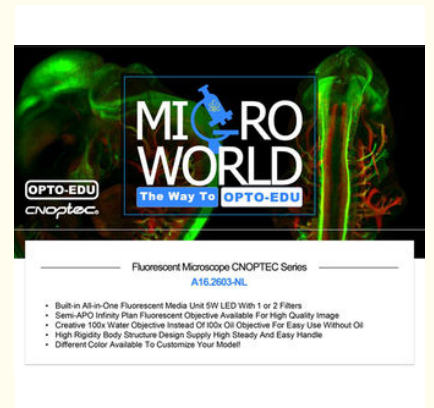 MICRO
WORLD
The Way To OPTO-EDU
OPTO-EDU
CNOPTEC®
Fluorescent Microscope CNOPTEC Series
A16.2603-NL
• Built-in All-in-One Fluorescent Media Unit 5W LED With 1 or 2 Filters
• Semi-APO Infinity Plan Fluorescent Objective Available For High Quality Image
• Creative 100x Water Objective Instead Of I00x Oil Objective For Easy Use Without Oil
• High Rigidity Body Structure Design Supply High Steady And Easy Handle
• Different Color Available To Customize Your Model!